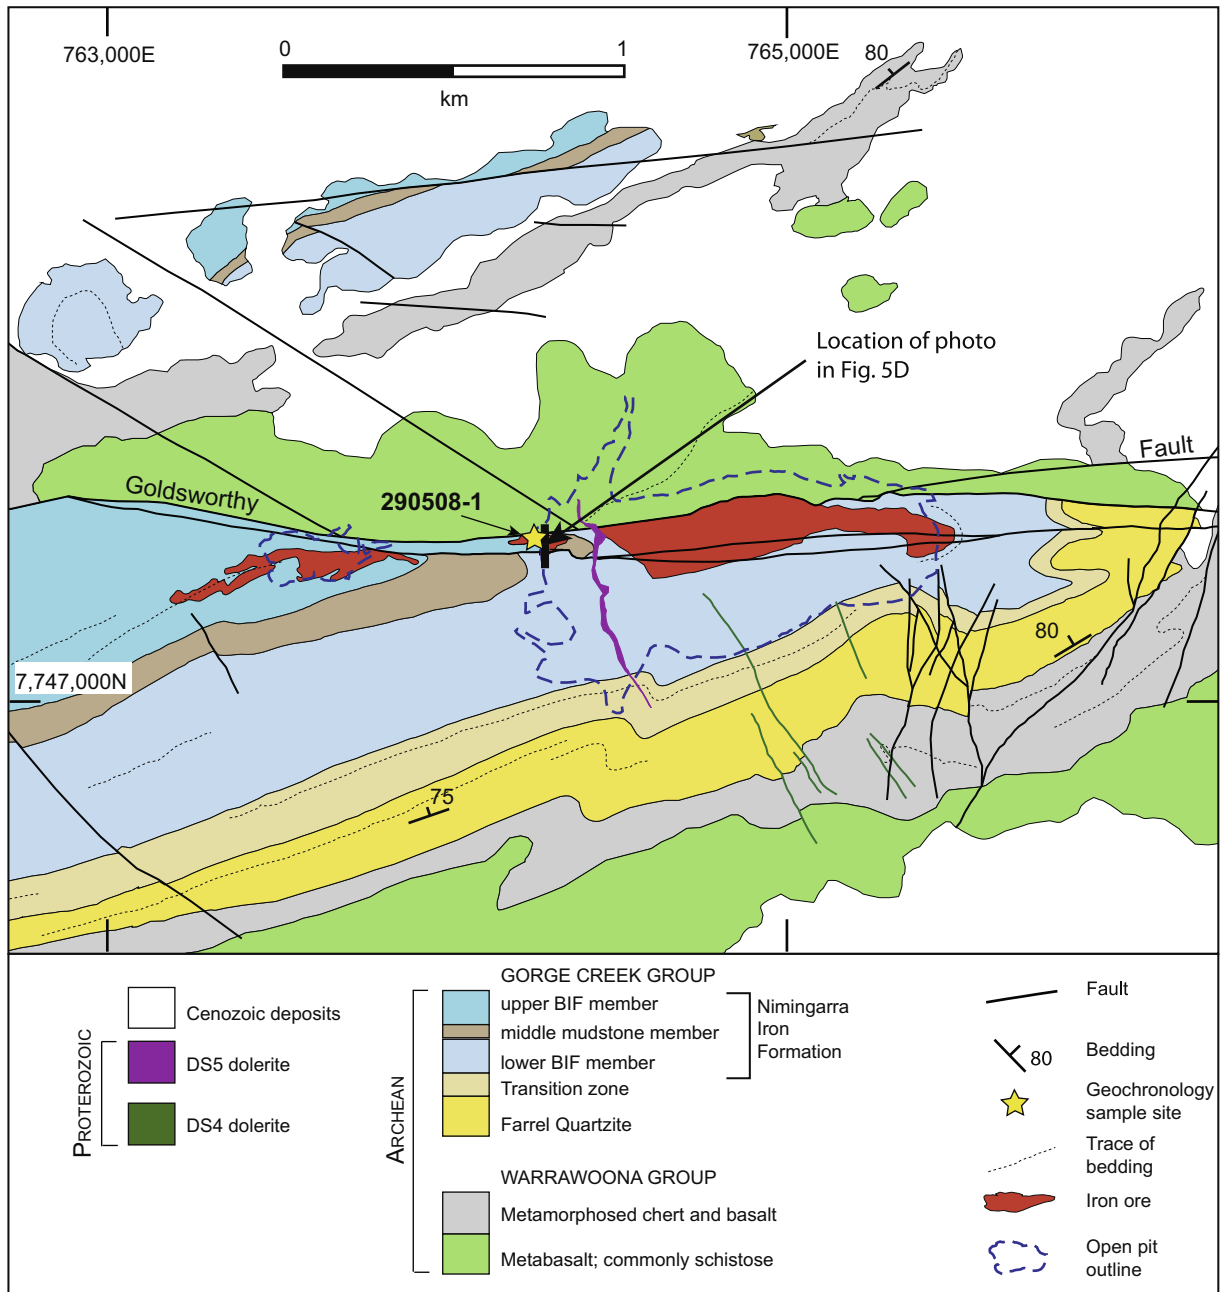 763,000E
0
1
km
765,000E
80
Location of photo
in Fig. 5D
Fault
Goldsworthy
290508-1
80
7,747,000N
75
Cenozoic deposits
PROTEROZOIC
DS5 dolerite
DS4 dolerite
ARCHEAN
GORGE CREEK GROUP
upper BIF member
middle mudstone member
lower BIF member
Nimingarra
Iron
Formation
Transition zone
Farrel Quartzite
WARRAWOONA GROUP
Metamorphosed chert and basalt
Metabasalt; commonly schistose
Fault
80
Bedding
Geochronology
sample site
Trace of
bedding
Iron ore
Open pit
outline